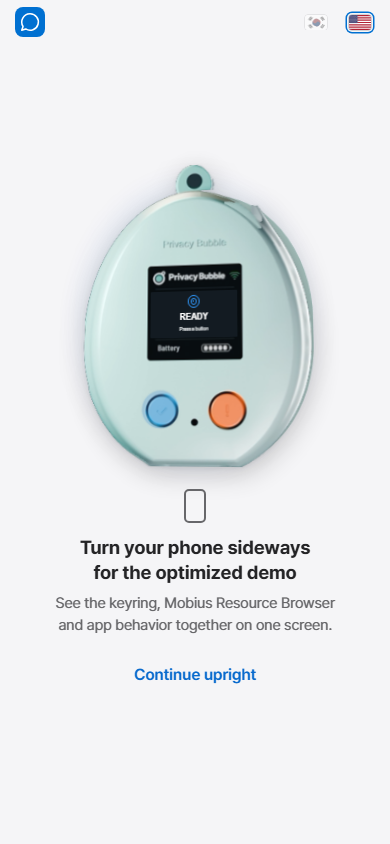 Privacy Bubble
Privacy Bubble
READY
Press a button
Battery
Turn your phone sideways
for the optimized demo
See the keyring, Mobius Resource Browser
and app behavior together on one screen.
Continue upright